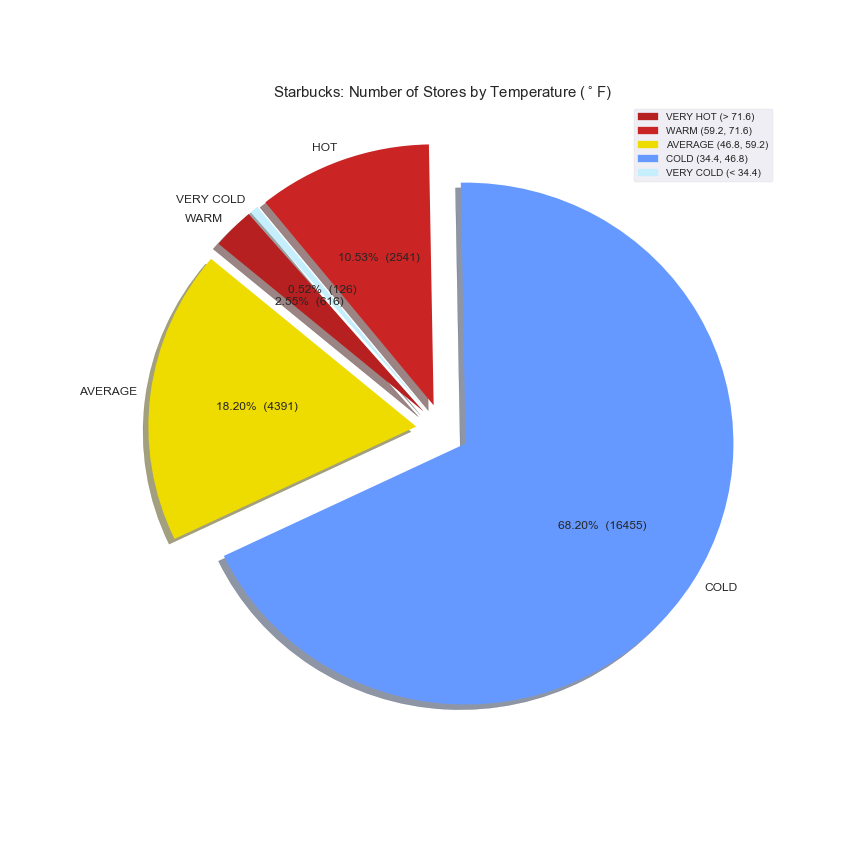 Starbucks: Number of Stores by Temperature (°F)
VERY HOT (> 71.6)
WARM (59.2, 71.6)
AVERAGE (46.8, 59.2)
COLD (34.4, 46.8)
VERY COLD (< 34.4)
HOT
VERY COLD
WARM
10.53% (2541)
0.52% (126)
2.55% (616)
AVERAGE
18.20% (4391)
68.20% (16455)
COLD